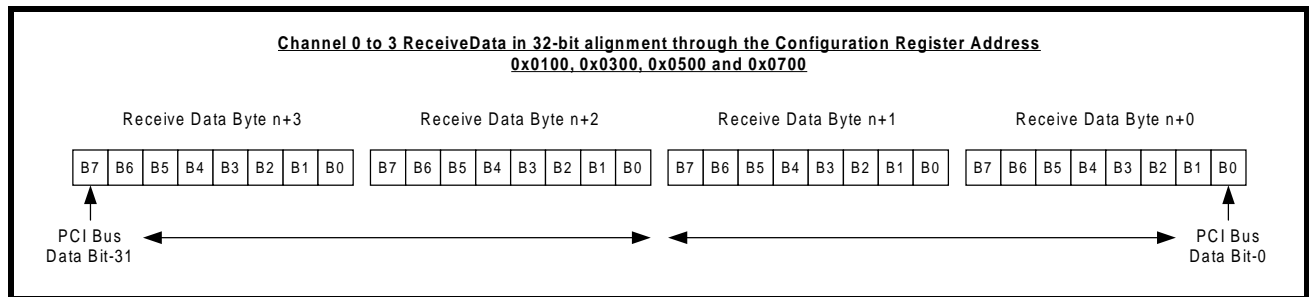 Channel 0 to 3 ReceiveData in 32-bit alignment through the Configuration Register Address
0x0100, 0x0300, 0x0500 and 0x0700
Receive Data Byte n+3 Receive Data Byte n+2 Receive Data Byte n+1 Receive Data Byte n+0
B7 B6 B5 B4 B3 B2 B1 B0 B7 B6 B5 B4 B3 B2 B1 B0 B7 B6 B5 B4 B3 B2 B1 B0 B7 B6 B5 B4 B3 B2 B1 B0
PCI Bus PCI Bus
Data Bit-31 Data Bit-0